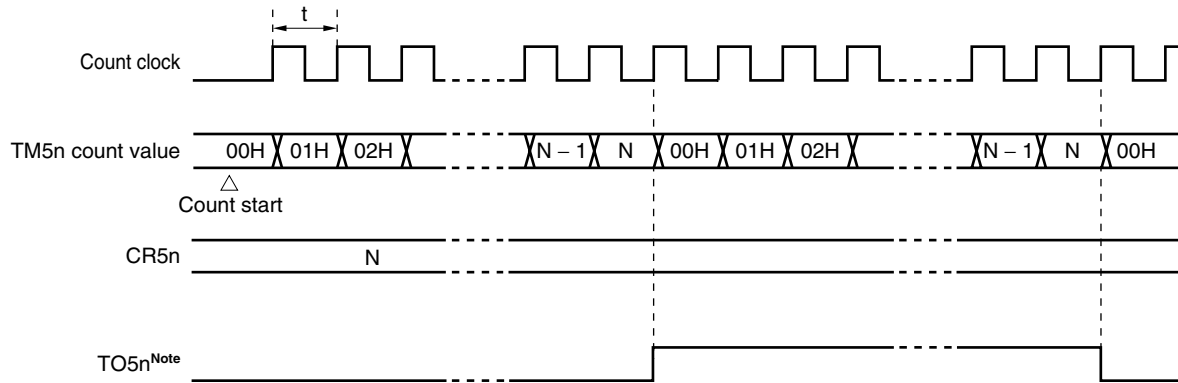 t
Count clock
TM5n count value 00H 01H 02H N – 1 N 00H 01H 02H N – 1 N 00H
Count start
CR5n N
TO5nNote